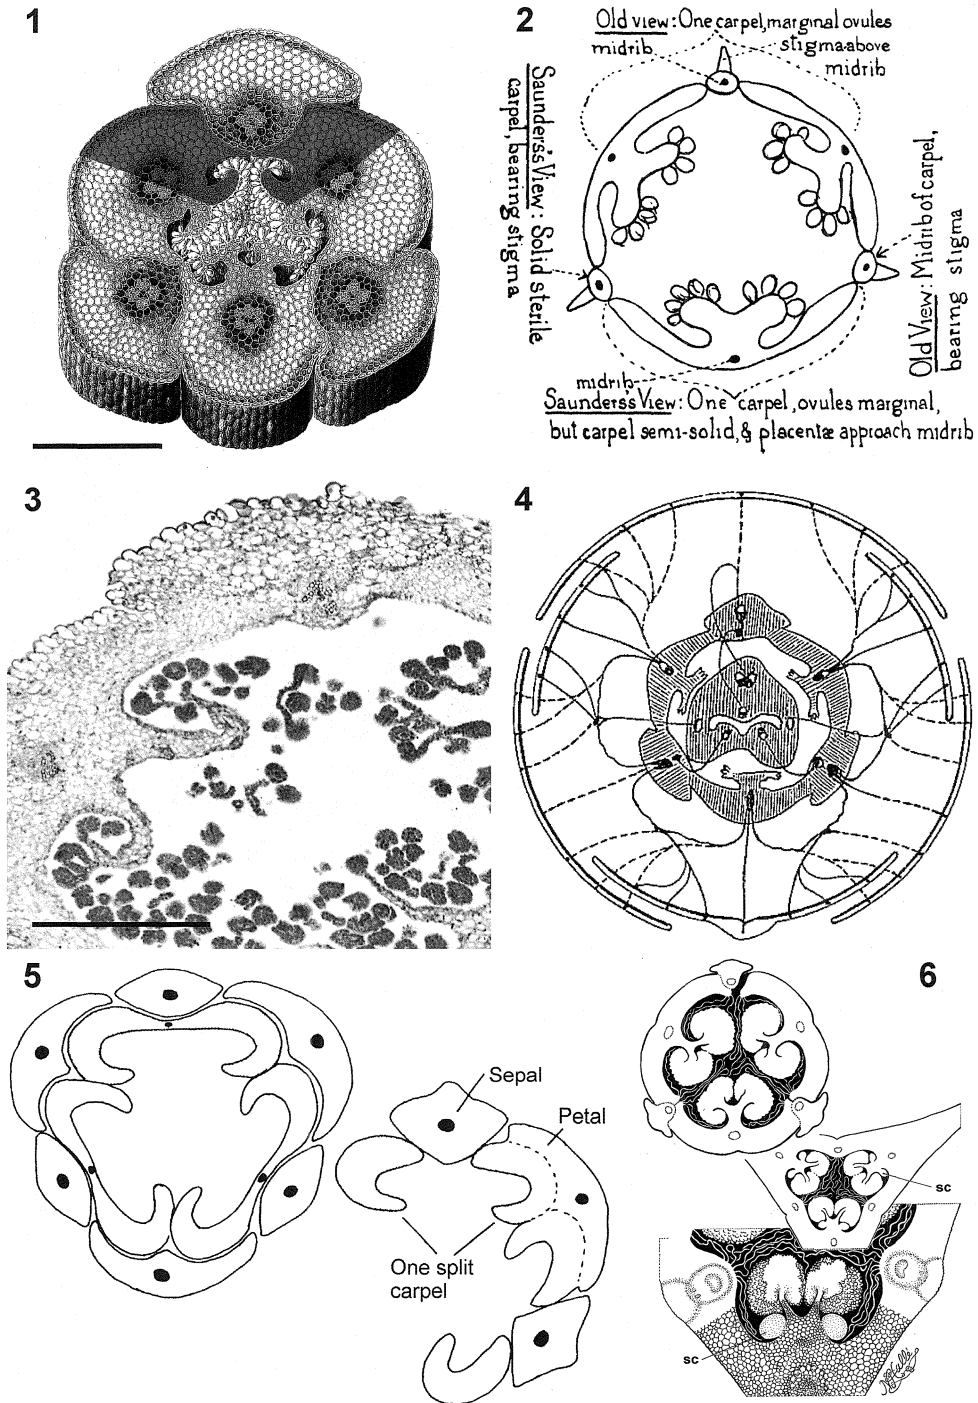 1
2
Old view: One carpel, marginal ovules
midrib
stigma above
midrib
Saunders's View: Solid sterile
carpel, bearing stigma
Old View: Midrib of carpel,
bearing stigma
midrib
Saunders's View: One carpel, ovules marginal,
but carpel semi-solid, & placentæ approach midrib
3
4
5
Sepal
Petal
One split
carpel
6
sc
sc